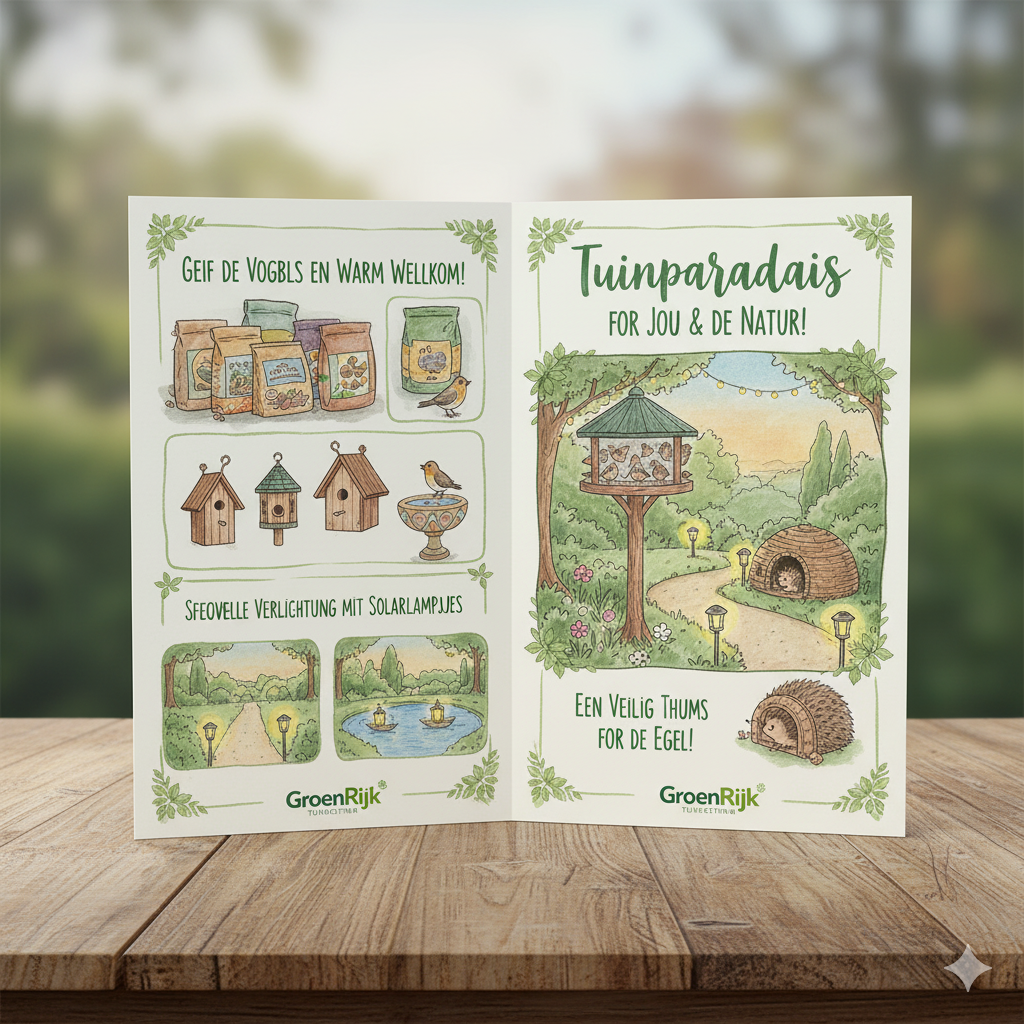 GEIF DE VOGBLS EN WARM WELLKOM!
SFEOVELLE VERLICHTUNG MIT SOLARLAMPJES
GroenRijk
Tuinparadais
FOR JOU & DE NATUR!
EEN VEILIG THUMS
FOR DE EGEL!
GroenRijk